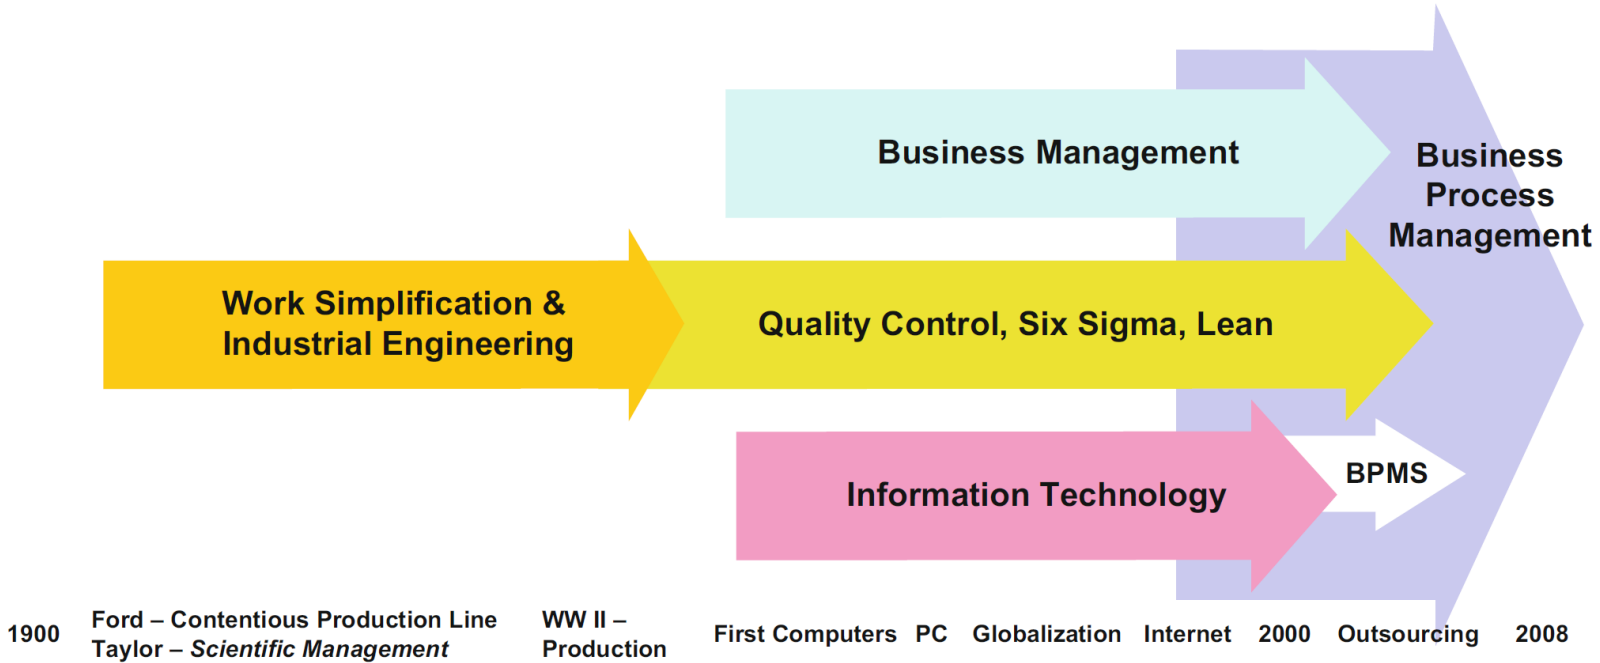 Business Management
Business
Process
Management
Work Simplification &
Industrial Engineering
Quality Control, Six Sigma, Lean
Information Technology
BPMS
1900
Ford – Contentious Production Line
Taylor – Scientific Management
WW II –
Production
First Computers
PC
Globalization
Internet
2000
Outsourcing
2008